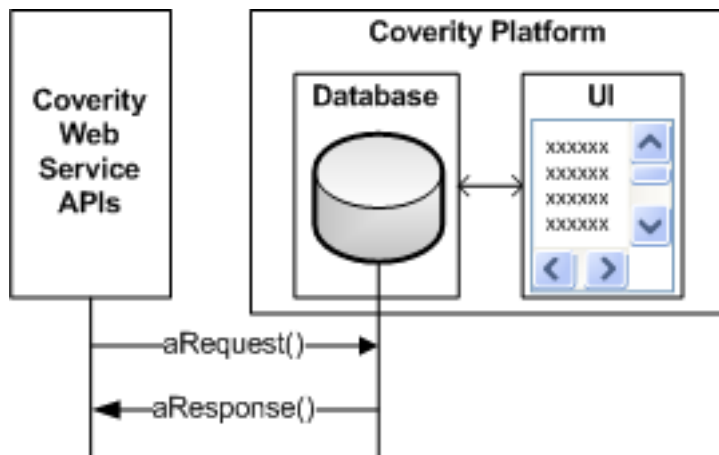 Coverity
Web
Service
APIs
Coverity Platform
Database
UI
xxxxxx
xxxxxx
xxxxxx
xxxxxx
aRequest()
aResponse()